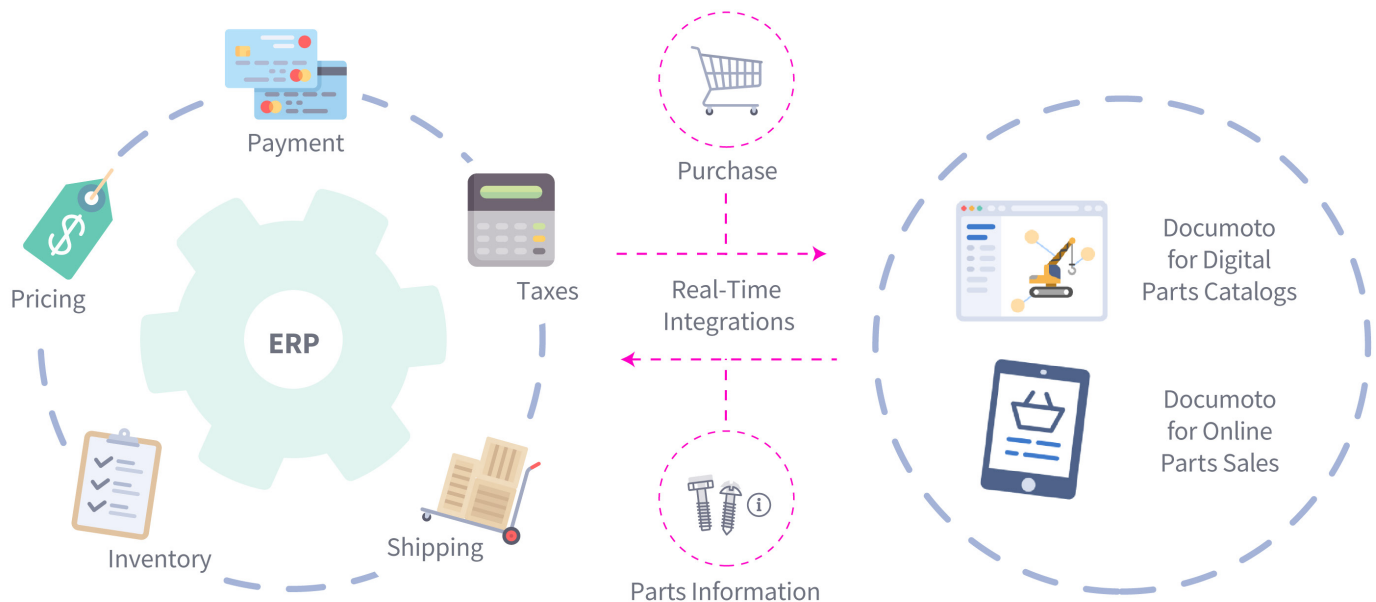 Payment
Pricing
Taxes
ERP
Inventory
Shipping
Purchase
Real-Time
Integrations
Parts Information
Documoto
for Digital
Parts Catalogs
Documoto
for Online
Parts Sales
$
i